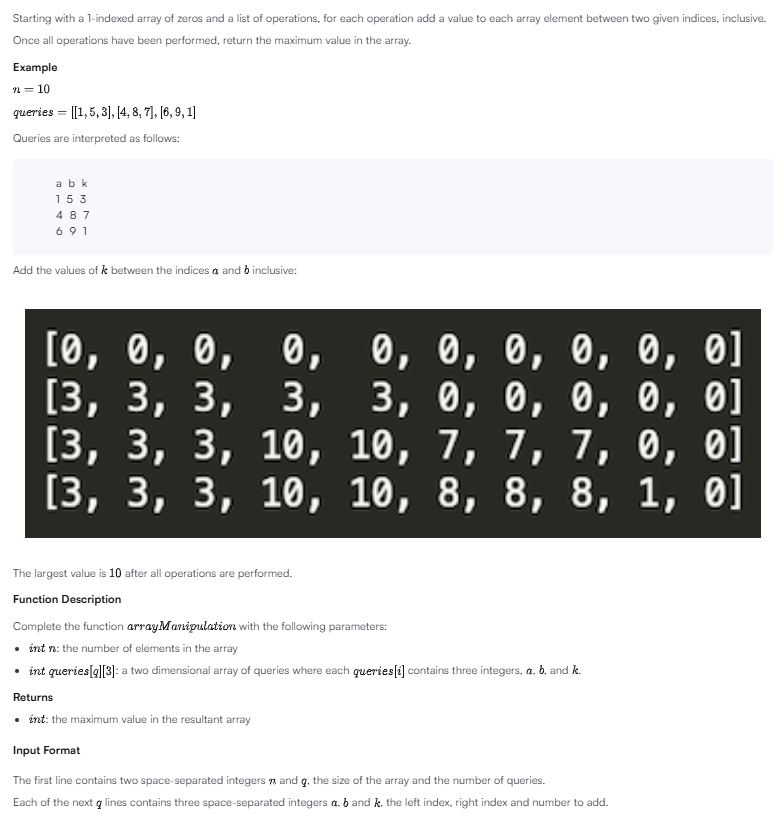 Starting with a 1-indexed array of zeros and a list of operations, for each operation add a value to each array element between two given indices, inclusive.
Once all operations have been performed, return the maximum value in the array.
Example
n = 10
queries = [[1, 5, 3], [4, 8, 7], [6, 9, 1]
Queries are interpreted as follows:
a b k
1 5 3
4 8 7
6 9 1
Add the values of k between the indices a and b inclusive:
[0, 0, 0, 0, 0, 0, 0, 0, 0, 0]
[3, 3, 3, 3, 3, 0, 0, 0, 0, 0]
[3, 3, 3, 10, 10, 7, 7, 7, 0, 0]
[3, 3, 3, 10, 10, 8, 8, 8, 1, 0]
The largest value is 10 after all operations are performed.
Function Description
Complete the function arrayManipulation with the following parameters:
• int n: the number of elements in the array
• int queries[q][3]: a two dimensional array of queries where each queries[i] contains three integers, a, b, and k.
Returns
• int: the maximum value in the resultant array
Input Format
The first line contains two space-separated integers n and q, the size of the array and the number of queries.
Each of the next q lines contains three space-separated integers a, b and k, the left index, right index and number to add.